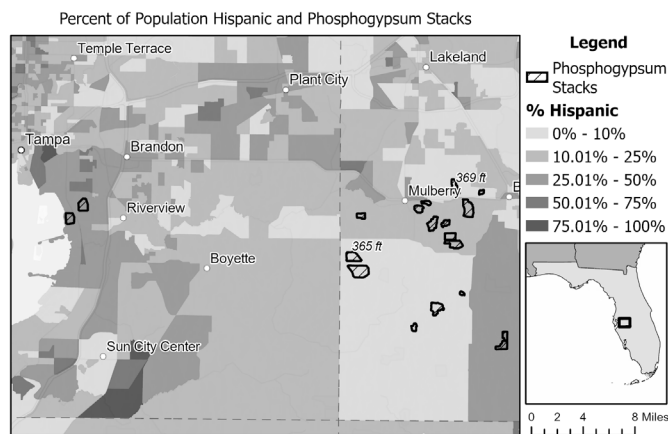 Percent of Population Hispanic and Phosphogypsum Stacks
Temple Terrace
Lakeland
Plant City
Tampa
Brandon
369 ft
Mulberry
B
Riverview
365 ft
Boyette
Sun City Center
Legend
Phosphogypsum
Stacks
% Hispanic
0% - 10%
10.01% - 25%
25.01% - 50%
50.01% - 75%
75.01% - 100%
0 2 4 8 Miles